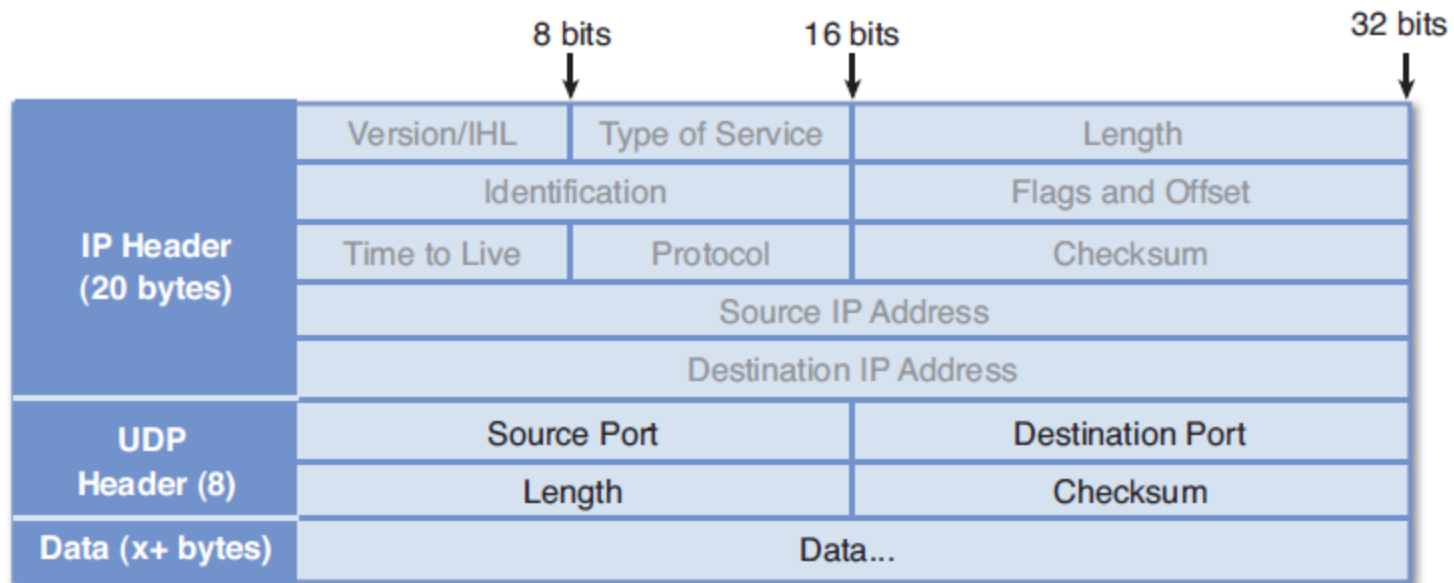 8 bits 16 bits 32 bits
Version/IHL Type of Service Length
Identification Flags and Offset
IP Header
(20 bytes)
Time to Live Protocol Checksum
Source IP Address
Destination IP Address
UDP
Header (8)
Source Port Destination Port
Length Checksum
Data (x+ bytes) Data...